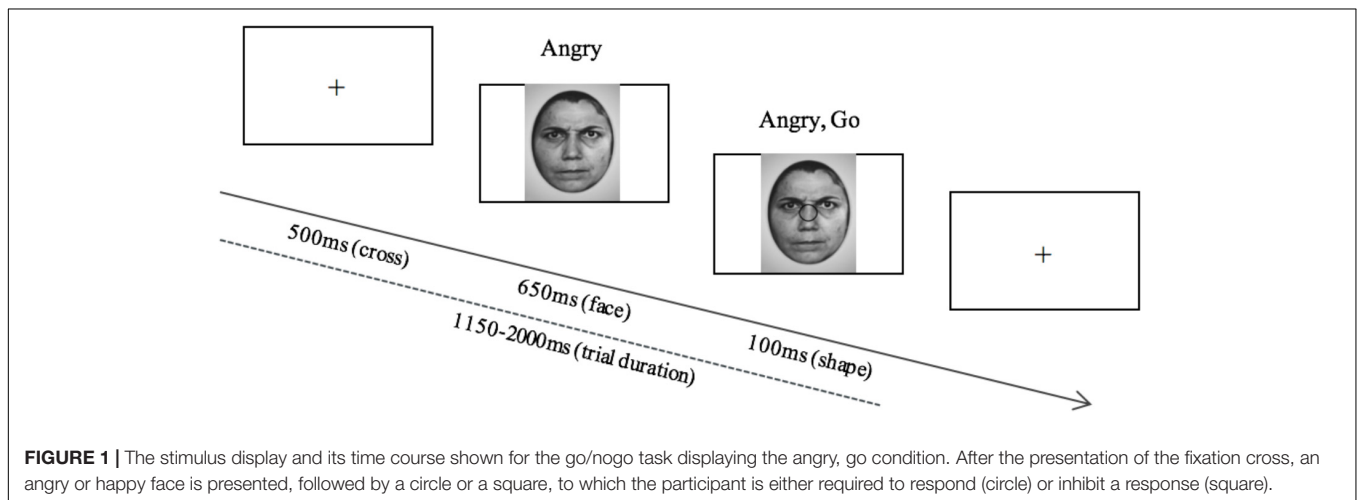 +
Angry
Angry, Go
+
500ms (cross)
650ms (face)
100ms (shape)
1150-2000ms (trial duration)
FIGURE 1 | The stimulus display and its time course shown for the go/nogo task displaying the angry, go condition. After the presentation of the fixation cross, an
angry or happy face is presented, followed by a circle or a square, to which the participant is either required to respond (circle) or inhibit a response (square).